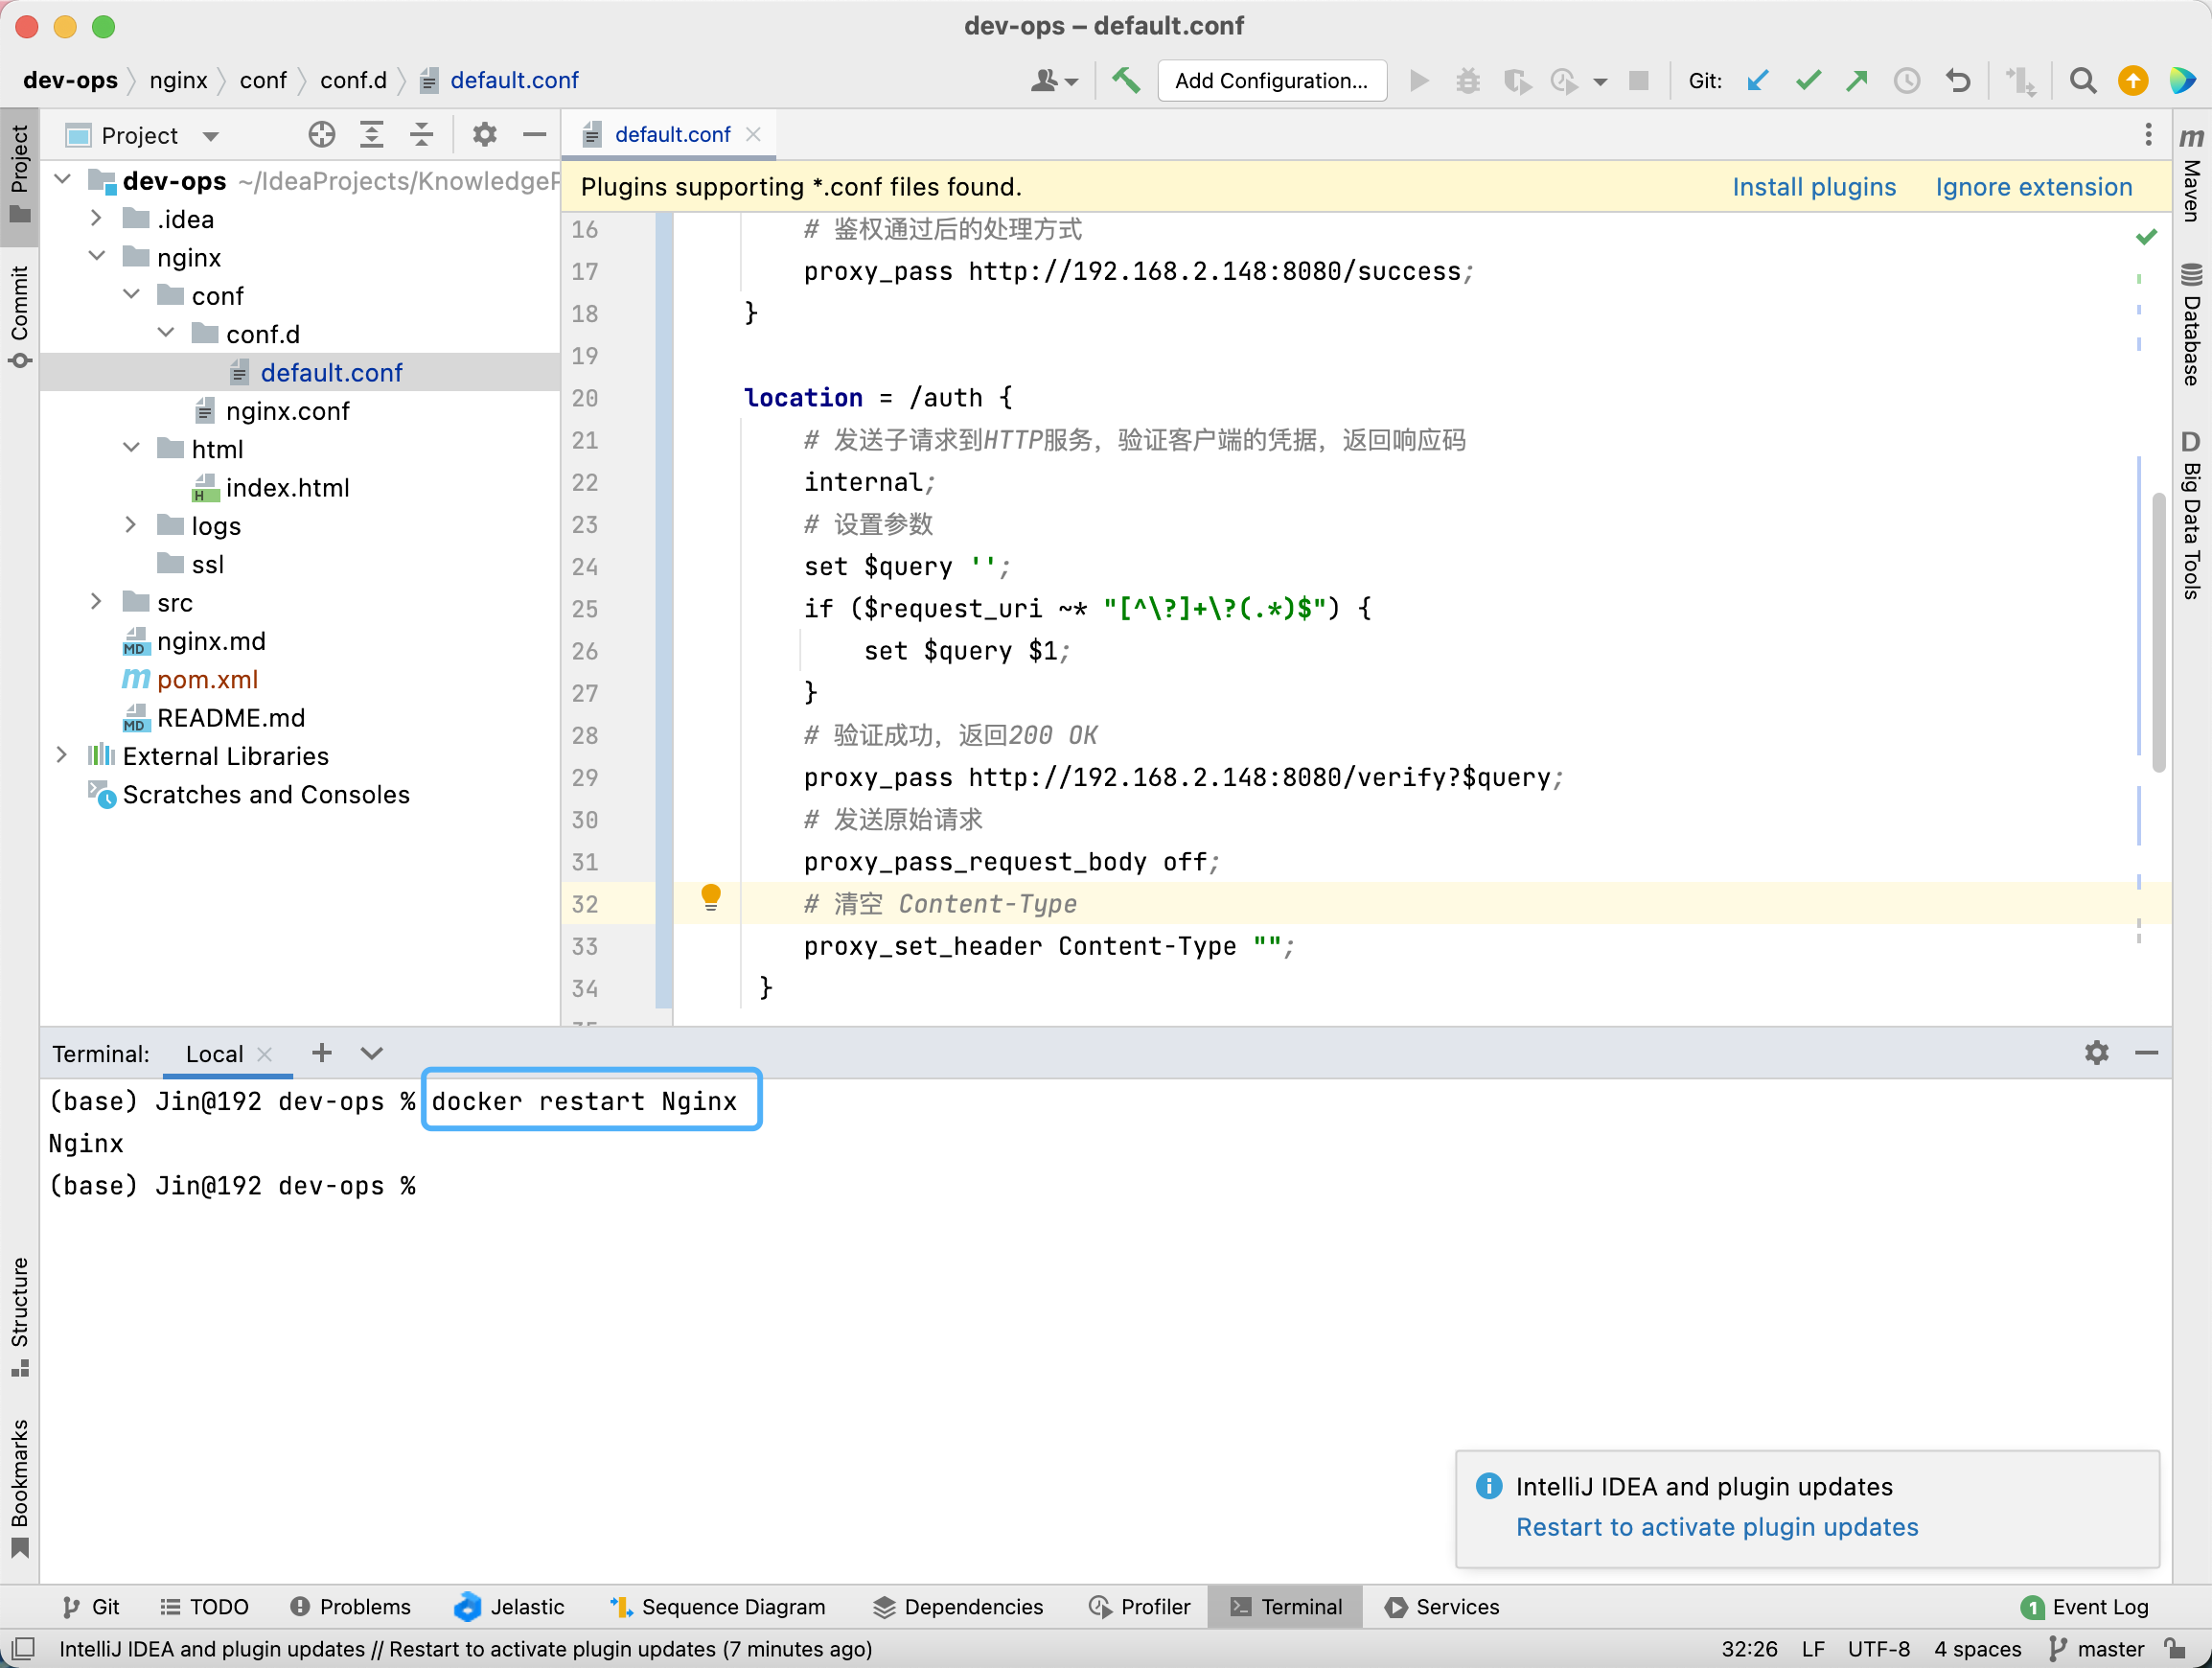 dev-ops – default.conf
dev-ops nginx conf conf.d default.conf
Add Configuration...
Git:
Project
default.conf
Plugins supporting *.conf files found.
Install plugins
Ignore extension
dev-ops ~/IdeaProjects/KnowledgeP
.idea
nginx
conf
conf.d
default.conf
nginx.conf
html
index.html
logs
ssl
src
nginx.md
pom.xml
README.md
External Libraries
Scratches and Consoles
16 # 鉴权通过后的处理方式
17 proxy_pass http://192.168.2.148:8080/success;
18 }
19
20 location = /auth {
21 # 发送子请求到HTTP服务，验证客户端的凭据，返回响应码
22 internal;
23 # 设置参数
24 set $query '';
25 if ($request_uri ~* "[^\?]+\?(.*)$") {
26 set $query $1;
27 }
28 # 验证成功，返回200 OK
29 proxy_pass http://192.168.2.148:8080/verify?$query;
30 # 发送原始请求
31 proxy_pass_request_body off;
32 # 清空 Content-Type
33 proxy_set_header Content-Type "";
34 }
Project
Commit
Structure
Bookmarks
m Maven
Database
D Big Data Tools
Terminal: Local
(base) Jin@192 dev-ops % docker restart Nginx
Nginx
(base) Jin@192 dev-ops %
IntelliJ IDEA and plugin updates
Restart to activate plugin updates
Git
TODO
Problems
Jelastic
Sequence Diagram
Dependencies
Profiler
Terminal
Services
1 Event Log
IntelliJ IDEA and plugin updates // Restart to activate plugin updates (7 minutes ago)
32:26 LF UTF-8 4 spaces master